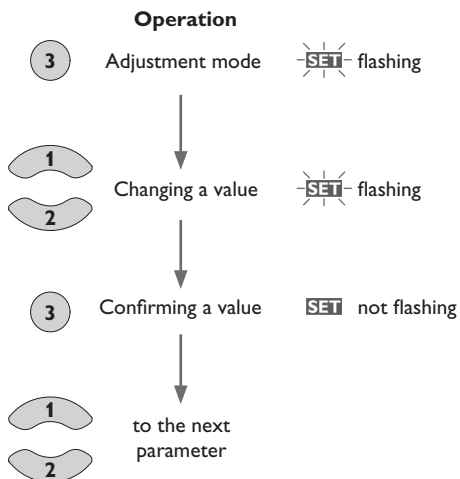 Operation
3 Adjustment mode SET flashing
1
Changing a value SET flashing
2
3 Confirming a value SET not flashing
1
to the next
parameter
2